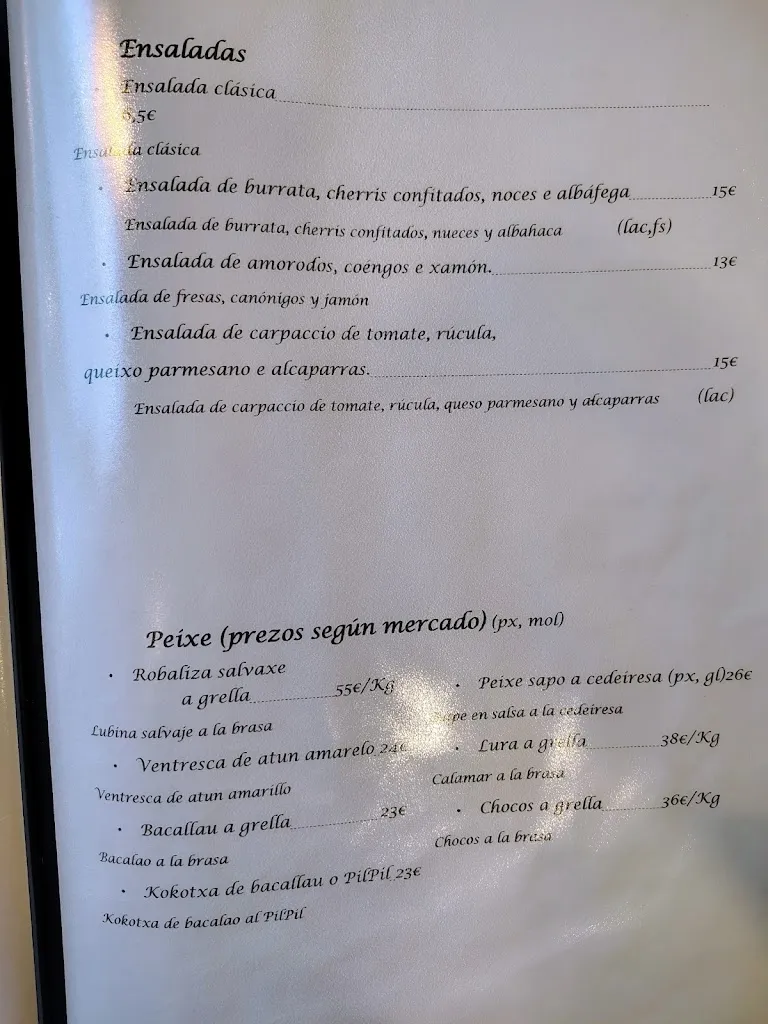 Ensaladas
· Ensalada clásica
,5€
Ensalada clásica
· Ensalada de burrata, cherris confitados, noces e albáfega 15€
Ensalada de burrata, cherris confitados, nueces y albahaca (lac,fs)
· Ensalada de amorodos, coéngos e xamón. 13€
Ensalada de fresas, canónigos y jamón
· Ensalada de carpaccio de tomate, rúcula,
queixo parmesano e alcaparras. 15€
Ensalada de carpaccio de tomate, rúcula, queso parmesano y alcaparras (lac)
Peixe (prezos según mercado) (px, mol)
· Robaliza salvaxe
a grella 55€/Kg
Lubina salvaje a la brasa
· Ventresca de atun amarelo 24€
Ventresca de atun amarillo
· Bacallau a grella 23€
Bacalao a la brasa
· Kokotxa de bacallau o PilPil 23€
Kokotxa de bacalao al PilPil
· Peixe sapo a cedeiresa (px, gl)26€
en salsa a la cedeiresa
· Lura a grella 38€/Kg
Calamar a la brasa
· Chocos a grella 36€/Kg
Chocos a la brasa